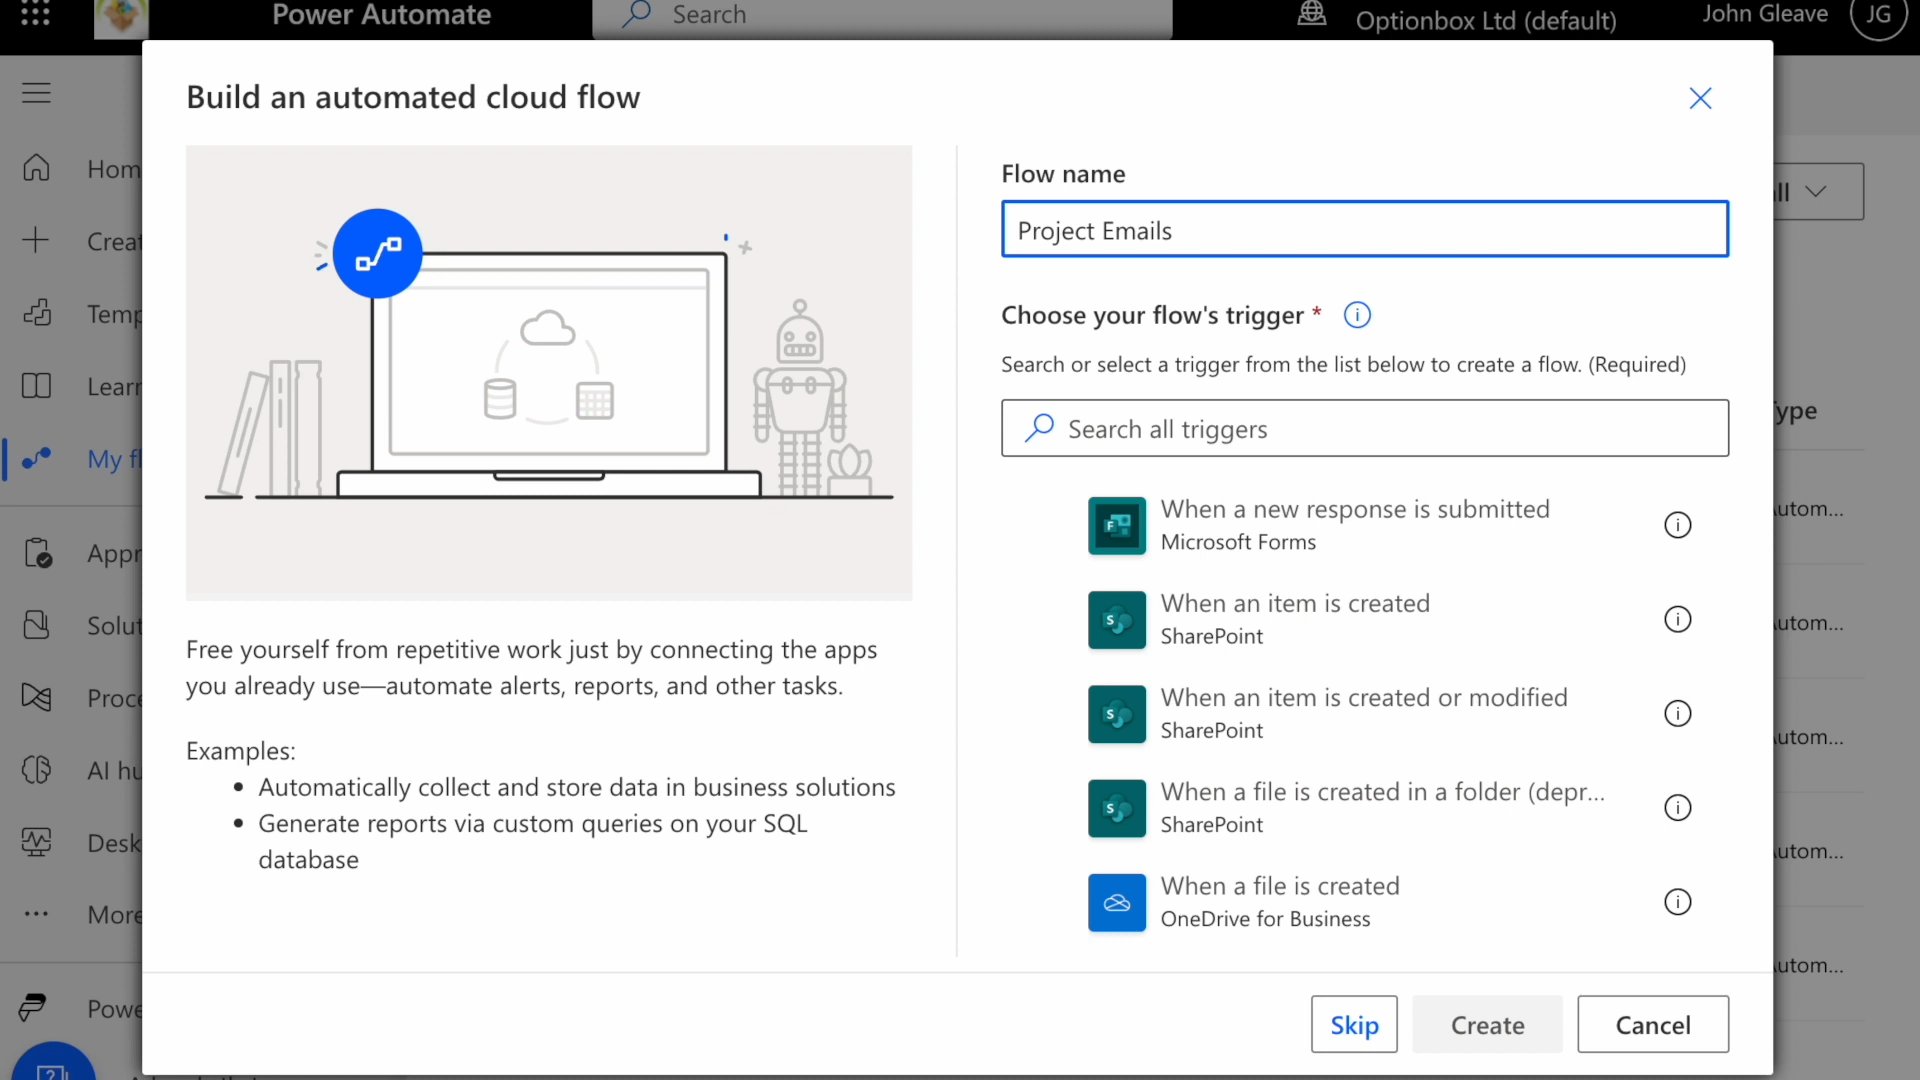 Power Automate
Search
Optionbox Ltd (default)
John Gleave
JG
Build an automated cloud flow
Flow name
Project Emails
Choose your flow's trigger *
Search or select a trigger from the list below to create a flow. (Required)
Search all triggers
When a new response is submitted
Microsoft Forms
When an item is created
SharePoint
When an item is created or modified
SharePoint
When a file is created in a folder (depr...
SharePoint
When a file is created
OneDrive for Business
Free yourself from repetitive work just by connecting the apps
you already use—automate alerts, reports, and other tasks.
Examples:
• Automatically collect and store data in business solutions
• Generate reports via custom queries on your SQL
database
Skip
Create
Cancel
Hom
Creat
Temp
Learn
My fl
Appr
Solut
Proce
AI hu
Desk
More
Powe
ll
ype
utom...
utom...
utom...
utom...
utom...